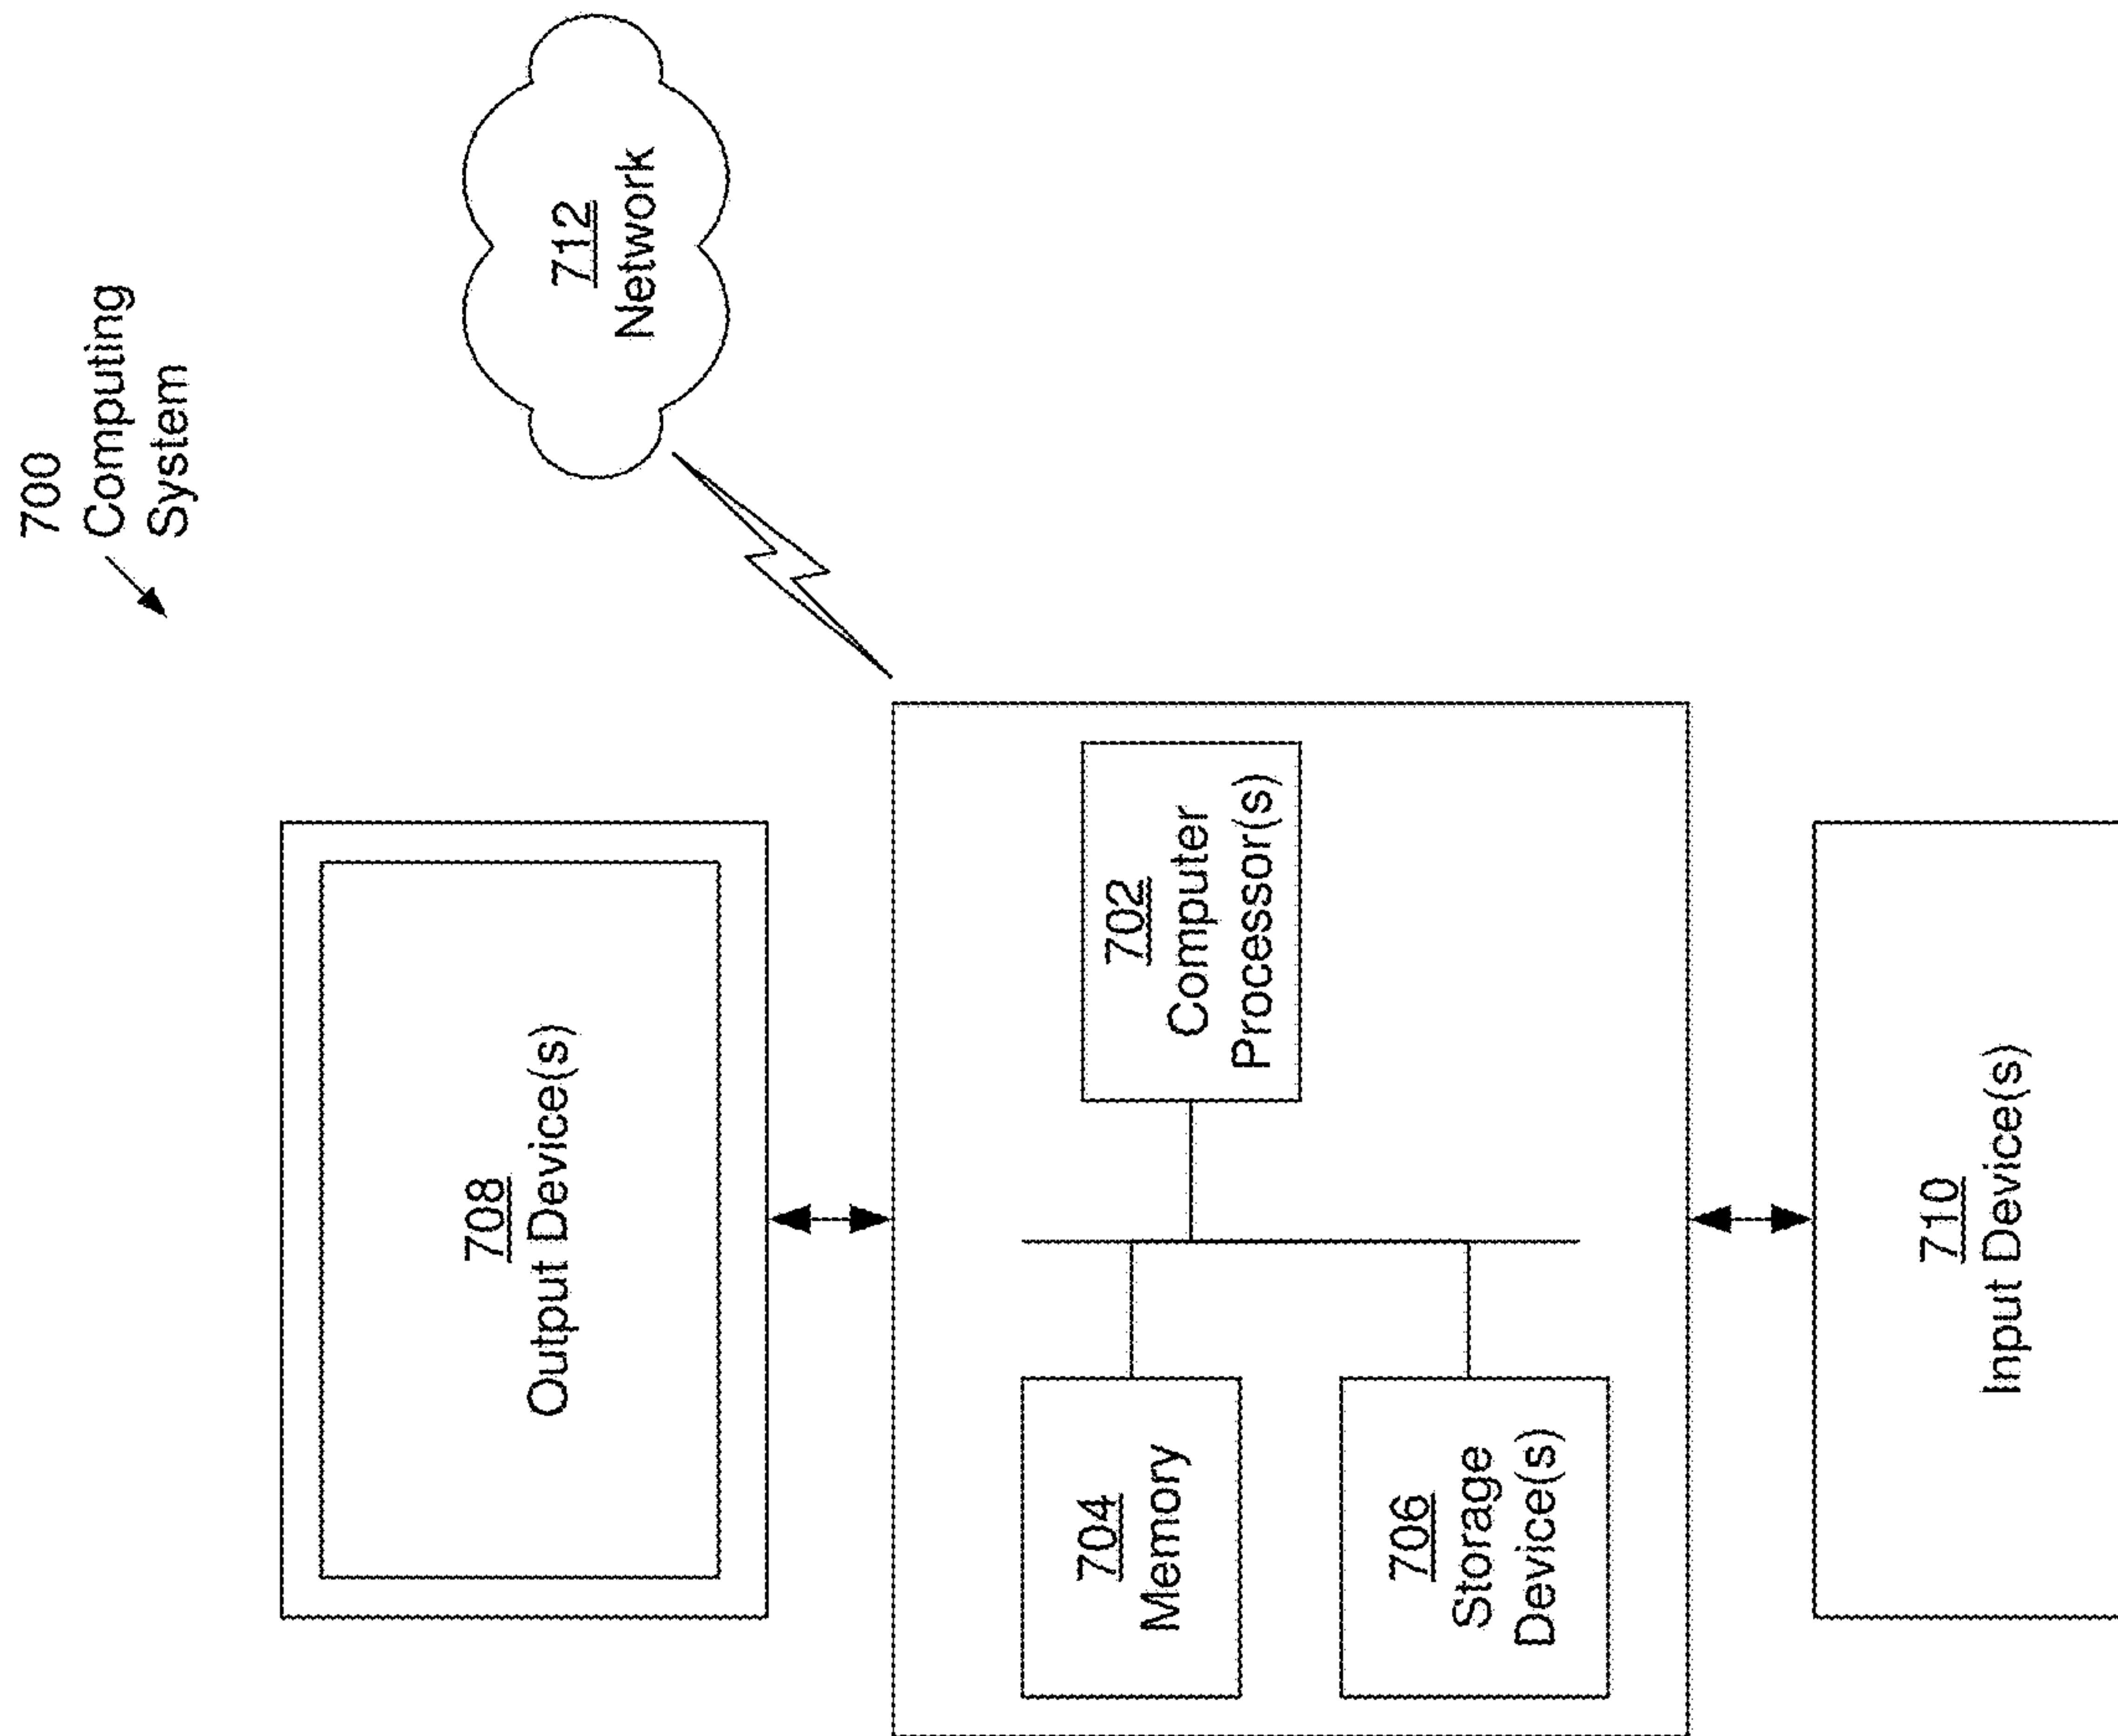 700
Computing
System
708
Output Device(s)
712
Network
702
Computer
Processor(s)
704
Memory
706
Storage
Device(s)
710
Input Device(s)